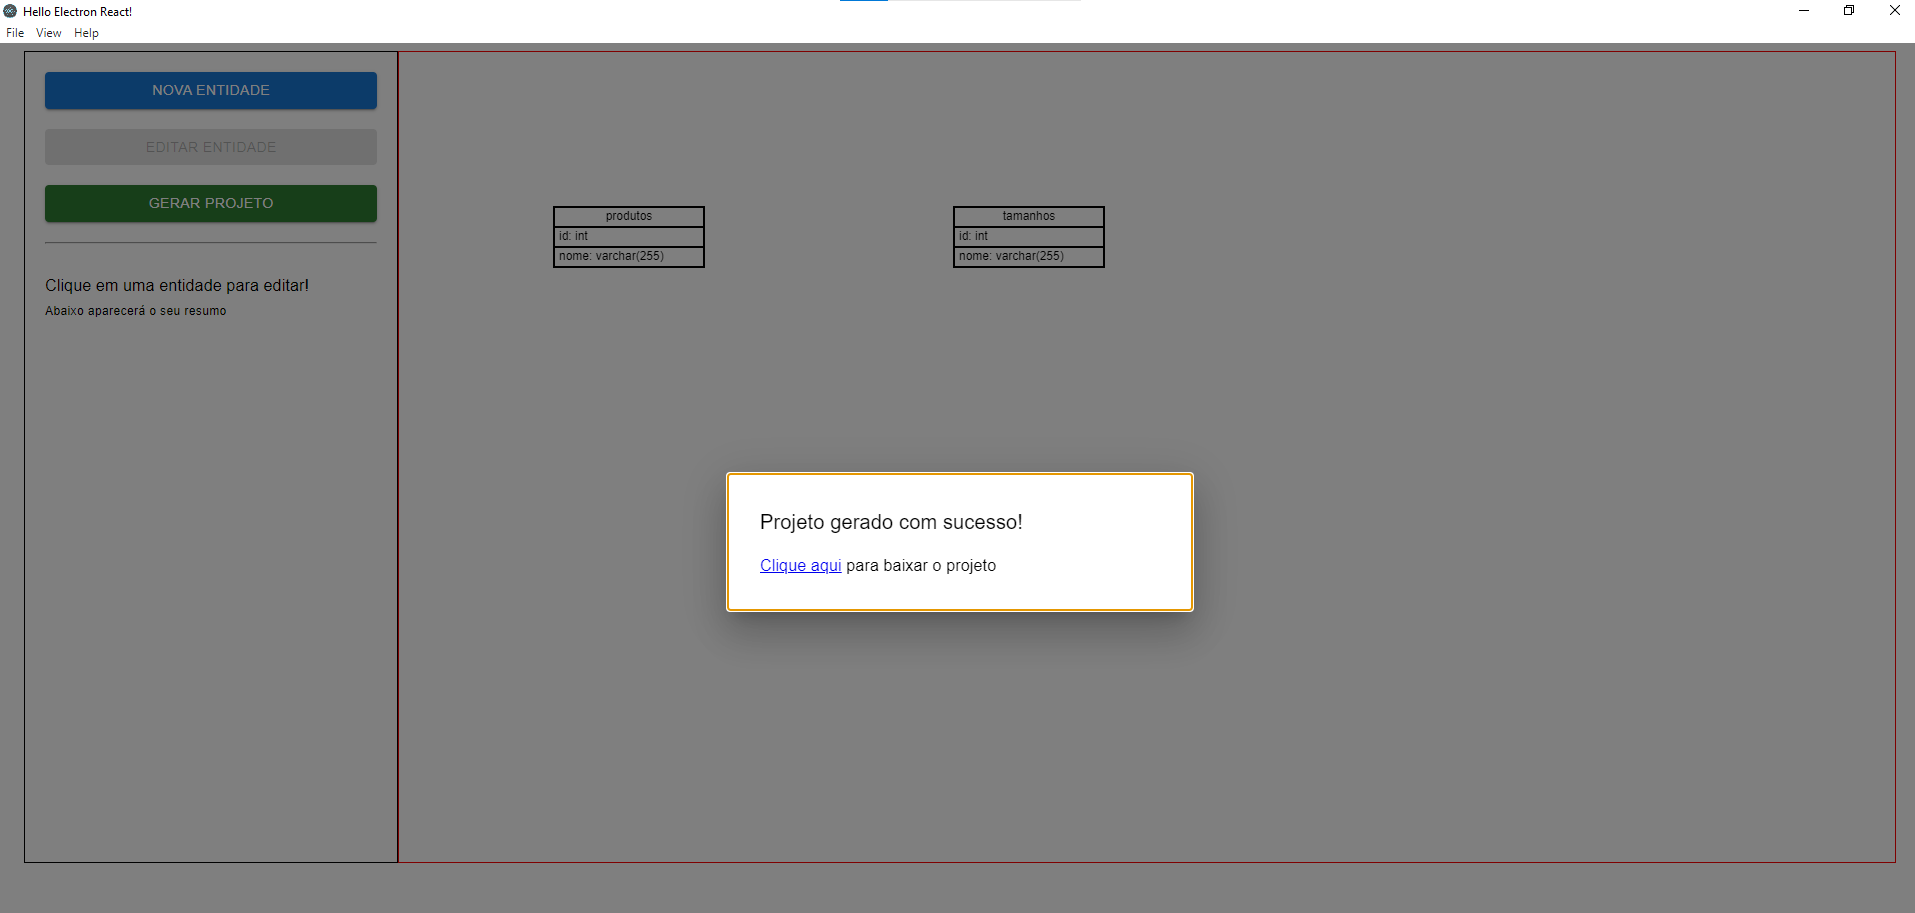 Hello Electron React!
File View Help
NOVA ENTIDADE
EDITAR ENTIDADE
GERAR PROJETO
Clique em uma entidade para editar!
Abaixo aparecerá o seu resumo
produtos
id: int
nome: varchar(255)
tamanhos
id: int
nome: varchar(255)
Projeto gerado com sucesso!
Clique aqui para baixar o projeto